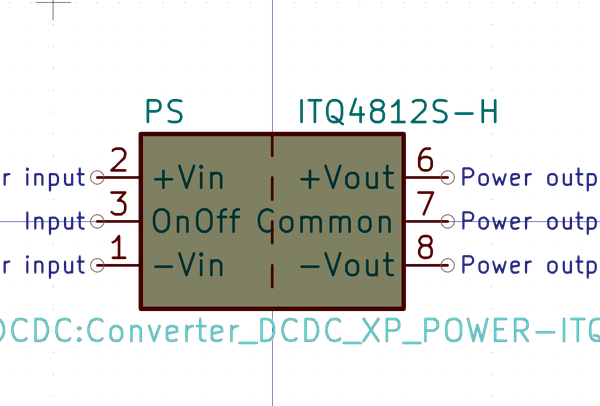 PS ITQ4812S-H
r input 2 +Vin +Vout 6 Power outp
Input 3 OnOff Common 7 Power outp
r input 1 -Vin -Vout 8 Power outp
DCDC:Converter_DCDC_XP_POWER-ITQ